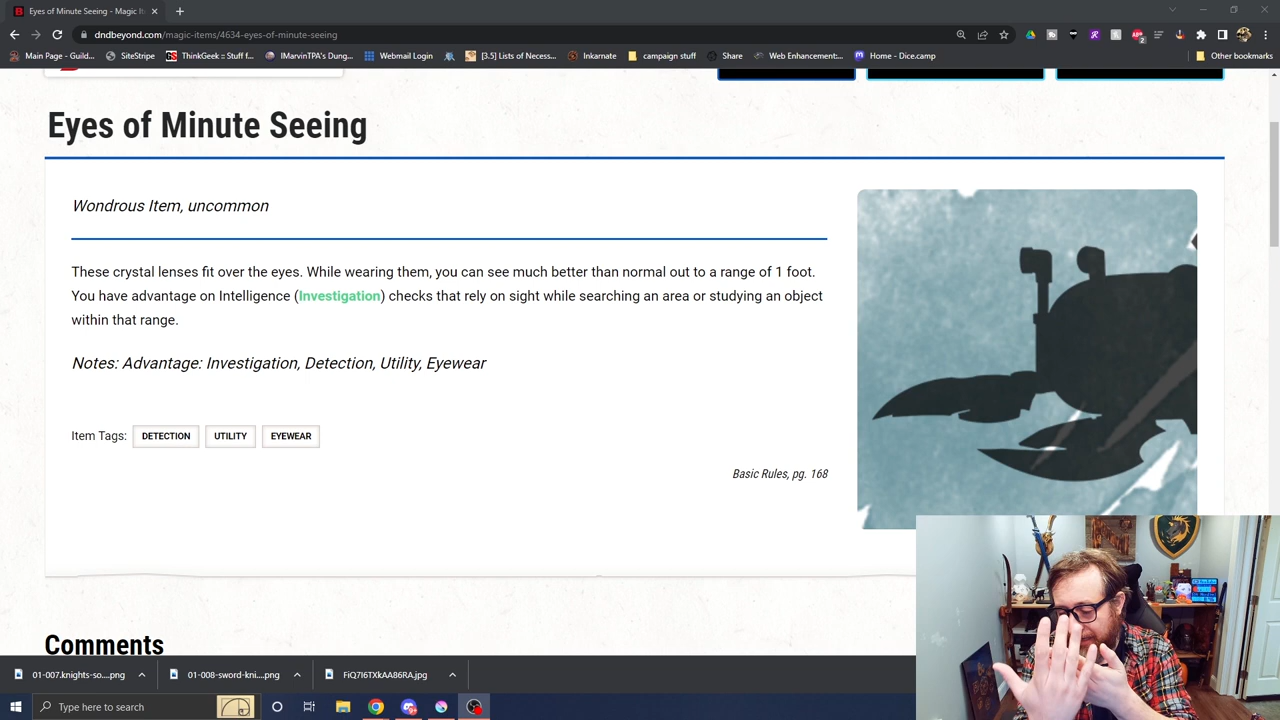 Eyes of Minute Seeing - Magic It
dndbeyond.com/magic-items/4634-eyes-of-minute-seeing
Main Page - Guild...
SiteStripe
ThinkGeek :: Stuff f...
IMarvinTPA's Dung...
Webmail Login
[3.5] Lists of Necess...
Inkarnate
campaign stuff
Share
Web Enhancement:...
Home - Dice.camp
Other bookmarks
Eyes of Minute Seeing
Wondrous Item, uncommon
These crystal lenses fit over the eyes. While wearing them, you can see much better than normal out to a range of 1 foot.
You have advantage on Intelligence (Investigation) checks that rely on sight while searching an area or studying an object
within that range.
Notes: Advantage: Investigation, Detection, Utility, Eyewear
Item Tags: DETECTION UTILITY EYEWEAR
Basic Rules, pg. 168
Comments
01-007.knights-so....png
01-008-sword-kni....png
FiQ7I6TXkAA86RA.jpg
Type here to search